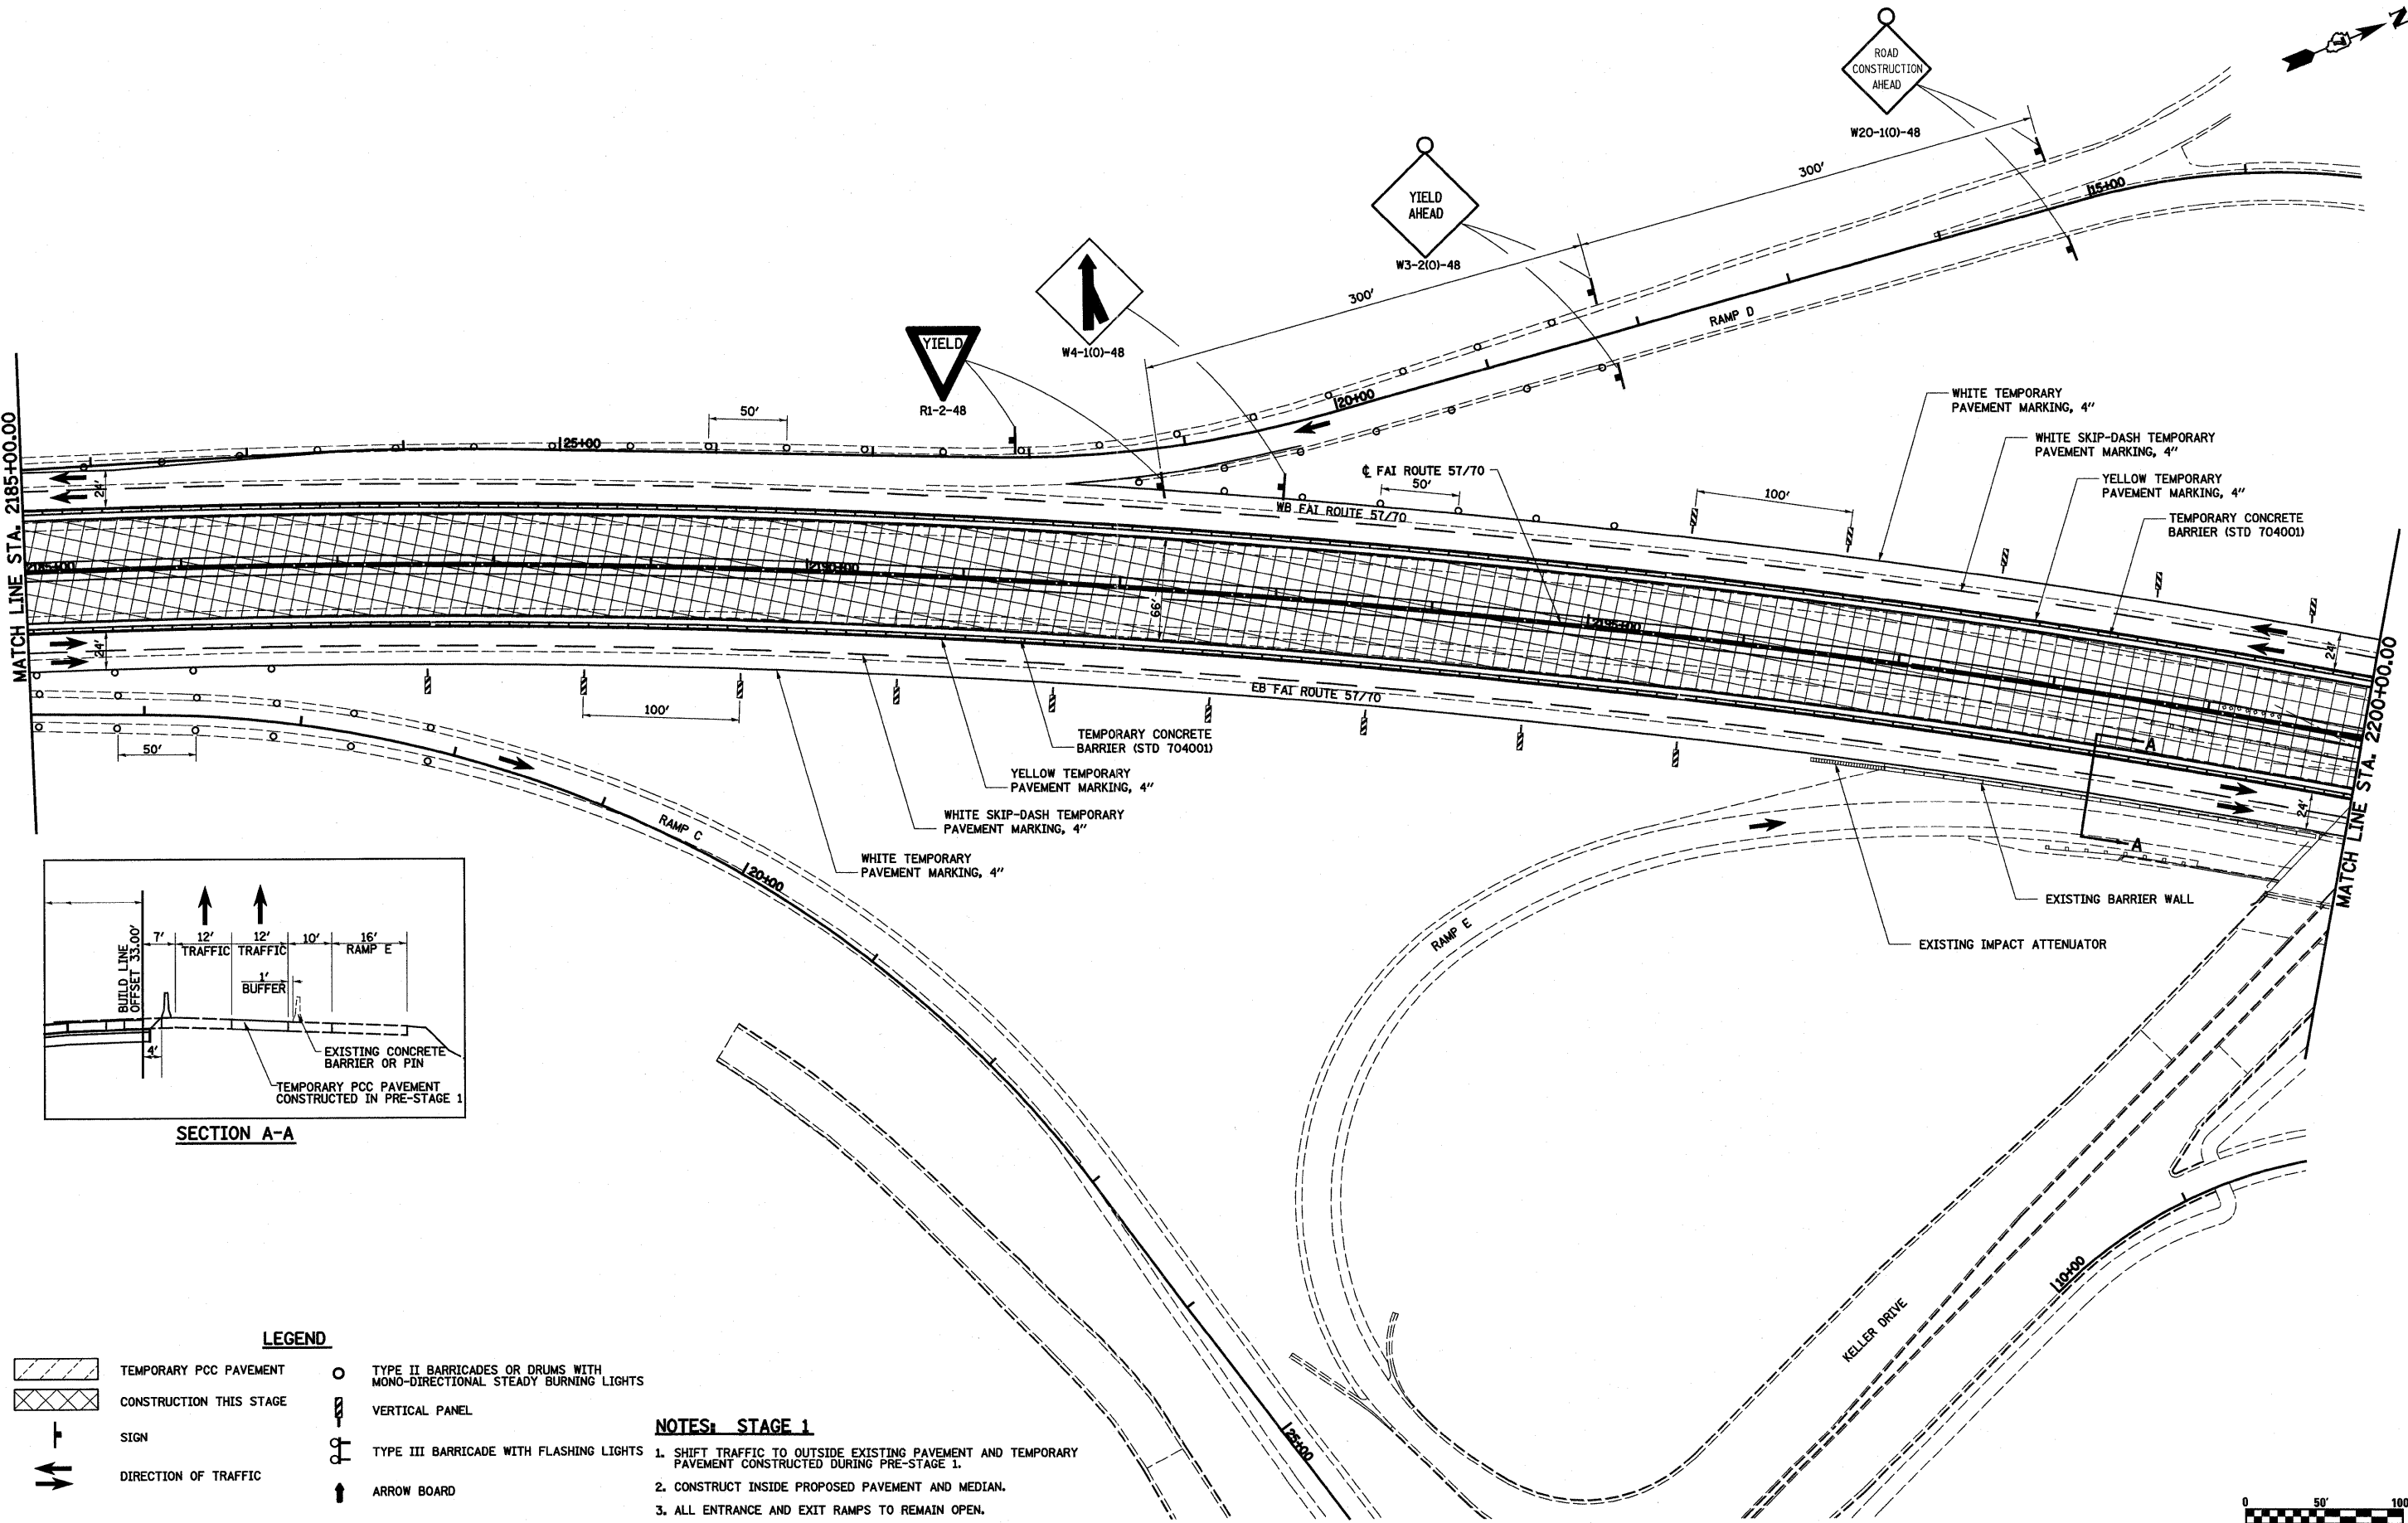 N
ROAD
CONSTRUCTION
AHEAD
W20-1(O)-48
300'
15+00
YIELD
AHEAD
W3-2(O)-48
300'
RAMP D
W4-1(O)-48
YIELD
R1-2-48
20+00
50'
25+00
WHITE TEMPORARY
PAVEMENT MARKING, 4"
WHITE SKIP-DASH TEMPORARY
PAVEMENT MARKING, 4"
YELLOW TEMPORARY
PAVEMENT MARKING, 4"
TEMPORARY CONCRETE
BARRIER (STD 704001)
℄ FAI ROUTE 57/70
50'
100'
WB FAI ROUTE 57/70
MATCH LINE STA. 2185+00.00
24'
2185+00
2190+00
66'
2195+00
24'
24'
EB FAI ROUTE 57/70
100'
50'
TEMPORARY CONCRETE
BARRIER (STD 704001)
YELLOW TEMPORARY
PAVEMENT MARKING, 4"
WHITE SKIP-DASH TEMPORARY
PAVEMENT MARKING, 4"
WHITE TEMPORARY
PAVEMENT MARKING, 4"
A
A
24'
MATCH LINE STA. 2200+00.00
RAMP C
20+00
RAMP E
EXISTING BARRIER WALL
EXISTING IMPACT ATTENUATOR
BUILD LINE
OFFSET 33.00'
7'
12'
TRAFFIC
12'
TRAFFIC
10'
16'
RAMP E
1'
BUFFER
4'
EXISTING CONCRETE
BARRIER OR PIN
TEMPORARY PCC PAVEMENT
CONSTRUCTED IN PRE-STAGE 1
SECTION A-A
10+00
KELLER DRIVE
25+00
LEGEND
TEMPORARY PCC PAVEMENT
CONSTRUCTION THIS STAGE
SIGN
DIRECTION OF TRAFFIC
TYPE II BARRICADES OR DRUMS WITH
MONO-DIRECTIONAL STEADY BURNING LIGHTS
VERTICAL PANEL
TYPE III BARRICADE WITH FLASHING LIGHTS
ARROW BOARD
NOTES: STAGE 1
1. SHIFT TRAFFIC TO OUTSIDE EXISTING PAVEMENT AND TEMPORARY
PAVEMENT CONSTRUCTED DURING PRE-STAGE 1.
2. CONSTRUCT INSIDE PROPOSED PAVEMENT AND MEDIAN.
3. ALL ENTRANCE AND EXIT RAMPS TO REMAIN OPEN.
0 50' 100